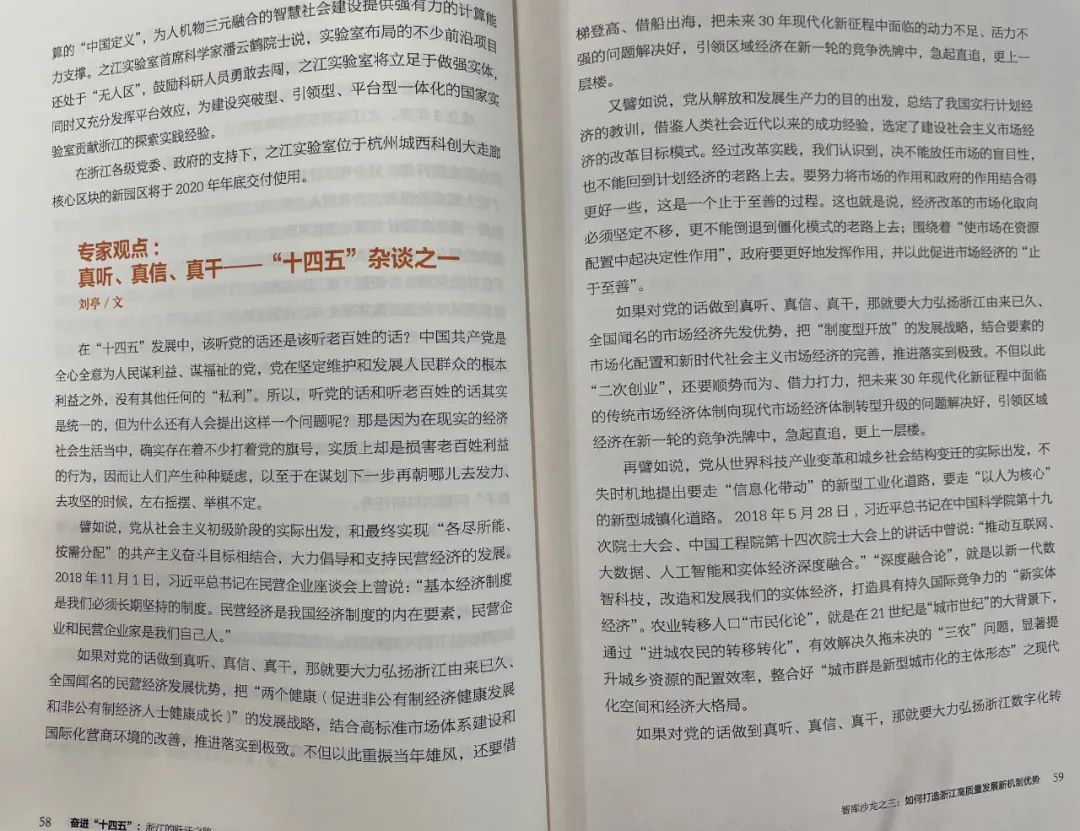 算的“中国定义”，为人机物三元融合的智慧社会建设提供强有力的计算能
力支撑。之江实验室首席科学家潘云鹤院士说，实验室布局的不少前沿项目
还处于“无人区”，鼓励科研人员勇敢去闯，之江实验室将立足于做强实体，
同时又充分发挥平台效应，为建设突破型、引领型、平台型一体化的国家实
验室贡献浙江的探索实践经验。
在浙江各级党委、政府的支持下，之江实验室位于杭州城西科创大走廊
核心区块的新园区将于 2020 年年底交付使用。
专家观点：
真听、真信、真干——“十四五”杂谈之一
刘亭 / 文
在“十四五”发展中，该听党的话还是该听老百姓的话？中国共产党是
全心全意为人民谋利益、谋福祉的党，党在坚定维护和发展人民群众的根本
利益之外，没有其他任何的“私利”。所以，听党的话和听老百姓的话其实
是统一的，但为什么还有人会提出这样一个问题呢？那是因为在现实的经济
社会生活当中，确实存在着不少打着党的旗号，实质上却是损害老百姓利益
的行为，因而让人们产生种种疑虑，以至于在谋划下一步再朝哪儿去发力、
去攻坚的时候，左右摇摆、举棋不定。
譬如说，党从社会主义初级阶段的实际出发，和最终实现“各尽所能、
按需分配”的共产主义奋斗目标相结合，大力倡导和支持民营经济的发展。
2018 年 11 月 1 日，习近平总书记在民营企业座谈会上曾说：“基本经济制度
是我们必须长期坚持的制度。民营经济是我国经济制度的内在要素，民营企
业和民营企业家是我们自己人。”
如果对党的话做到真听、真信、真干，那就要大力弘扬浙江由来已久、
全国闻名的民营经济发展优势，把“两个健康（促进非公有制经济健康发展
和非公有制经济人士健康成长）”的发展战略，结合高标准市场体系建设和
国际化营商环境的改善，推进落实到极致。不但以此重振当年雄风，还要借
58 奋进“十四五”：浙江的
梯登高、借船出海，把未来 30 年现代化新征程中面临的动力不足、活力不
强的问题解决好，引领区域经济在新一轮的竞争洗牌中，急起直追，更上一
层楼。
又譬如说，党从解放和发展生产力的目的出发，总结了我国实行计划经
济的教训，借鉴人类社会近代以来的成功经验，选定了建设社会主义市场经
济的改革目标模式。经过改革实践，我们认识到，决不能放任市场的盲目性，
也不能回到计划经济的老路上去。要努力将市场的作用和政府的作用结合得
更好一些，这是一个止于至善的过程。这也就是说，经济改革的市场化取向
必须坚定不移，更不能倒退到僵化模式的老路上去；围绕着“使市场在资源
配置中起决定性作用”，政府要更好地发挥作用，并以此促进市场经济的“止
于至善”。
如果对党的话做到真听、真信、真干，那就要大力弘扬浙江由来已久、
全国闻名的市场经济先发优势，把“制度型开放”的发展战略，结合要素的
市场化配置和新时代社会主义市场经济的完善，推进落实到极致。不但以此
“二次创业”，还要顺势而为、借力打力，把未来 30 年现代化新征程中面临
的传统市场经济体制向现代市场经济体制转型升级的问题解决好，引领区域
经济在新一轮的竞争洗牌中，急起直追，更上一层楼。
再譬如说，党从世界科技产业变革和城乡社会结构变迁的实际出发，不
失时机地提出要走“信息化带动”的新型工业化道路，要走“以人为核心”
的新型城镇化道路。 2018 年 5 月 28 日，习近平总书记在中国科学院第十九
次院士大会、中国工程院第十四次院士大会上的讲话中曾说：“推动互联网、
大数据、人工智能和实体经济深度融合。”“深度融合论”，就是以新一代数
智科技，改造和发展我们的实体经济，打造具有持久国际竞争力的“新实体
经济”。农业转移人口“市民化论”，就是在 21 世纪是“城市世纪”的大背景下，
通过“进城农民的转移转化”，有效解决久拖未决的“三农”问题，显著提
升城乡资源的配置效率，整合好“城市群是新型城市化的主体形态”之现代
化空间和经济大格局。
如果对党的话做到真听、真信、真干，那就要大力弘扬浙江数字化转
智库沙龙之三：如何打造浙江高质量发展新机制优势 59